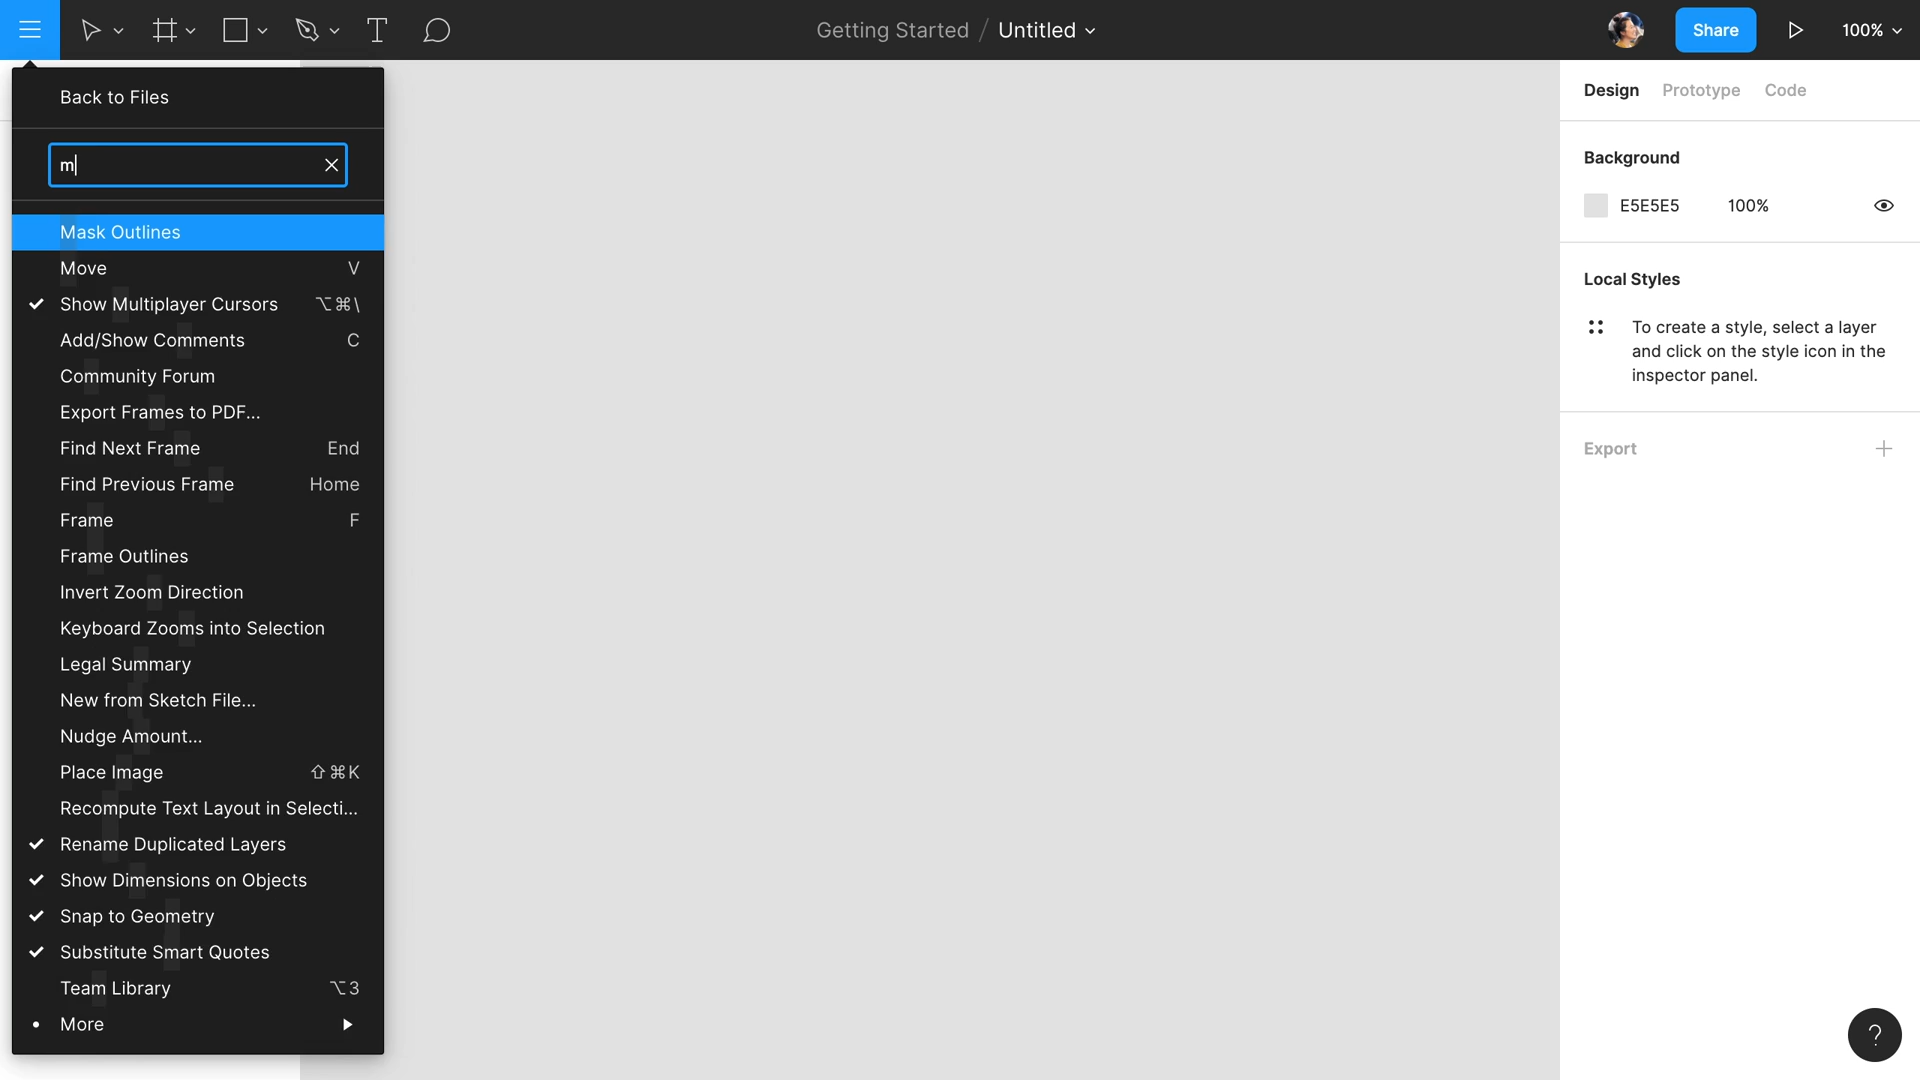 Getting Started / Untitled
Share
100%
Back to Files
m
Mask Outlines
Move V
Show Multiplayer Cursors ⌥⌘\
Add/Show Comments C
Community Forum
Export Frames to PDF...
Find Next Frame End
Find Previous Frame Home
Frame F
Frame Outlines
Invert Zoom Direction
Keyboard Zooms into Selection
Legal Summary
New from Sketch File...
Nudge Amount...
Place Image ⇧⌘K
Recompute Text Layout in Selecti...
Rename Duplicated Layers
Show Dimensions on Objects
Snap to Geometry
Substitute Smart Quotes
Team Library ⌥3
More
Design Prototype Code
Background
E5E5E5 100%
Local Styles
To create a style, select a layer
and click on the style icon in the
inspector panel.
Export
?